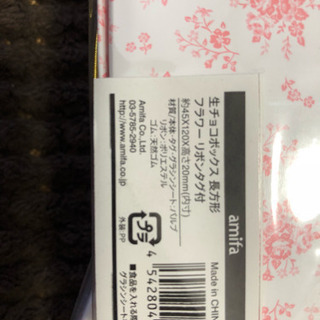 amifa
Made in CHIN
生チョコボックス 長方形
フラワー リボンタグ付
約45X120X高さ20mm(内寸)
材質/本体・タグ・グラシンシート:パルプ
リボン:ポリエステル
ゴム:天然ゴム
Amifa Co.,Ltd.
03-5785-2940
http://www.amifa.co.jp
プラ
外装:PP
4 542804
■食品を入れる際
グラシンシート